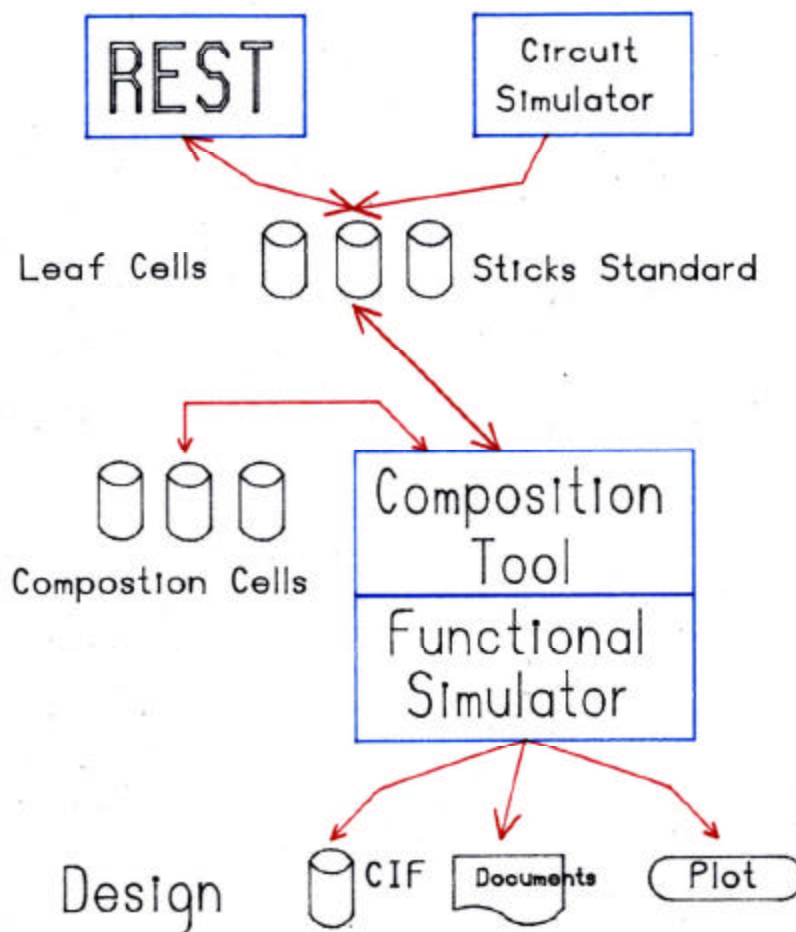 REST
Circuit
Simulator
Leaf Cells
Sticks Standard
Composition
Tool
Compostion Cells
Functional
Simulator
CIF
Documents
Plot
Design